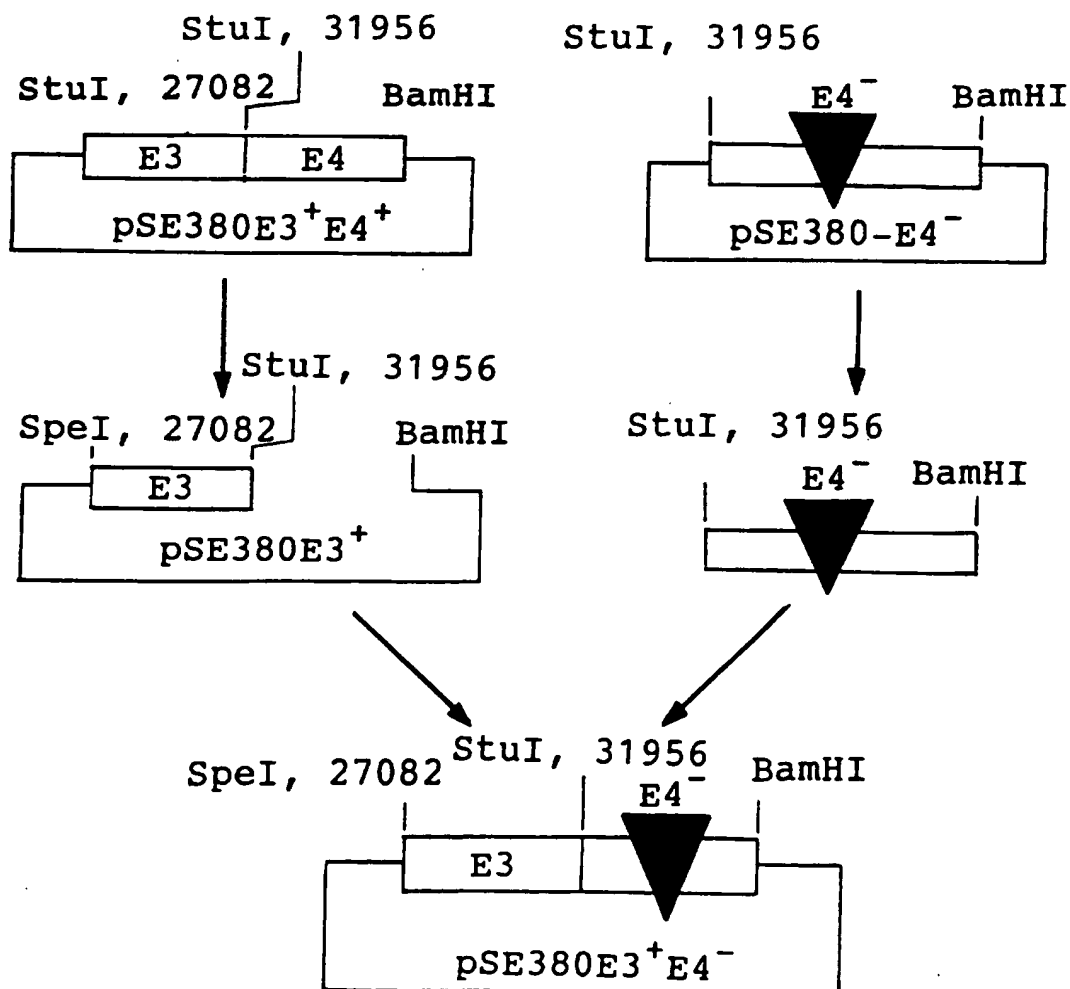 StuI, 31956
StuI, 27082
BamHI
E3
E4
pSE380E3⁺E4⁺
StuI, 31956
E4⁻
BamHI
pSE380-E4⁻
StuI, 31956
SpeI, 27082
BamHI
E3
pSE380E3⁺
StuI, 31956
E4⁻
BamHI
SpeI, 27082
StuI, 31956
E4⁻
BamHI
E3
pSE380E3⁺E4⁻